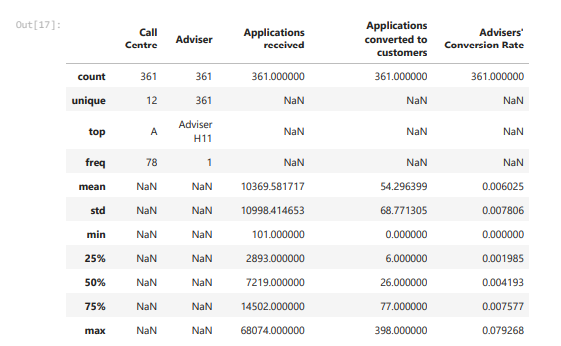 Out[17]:
Call Centre Adviser Applications received Applications converted to customers Advisers' Conversion Rate
count 361 361 361.000000 361.000000 361.000000
unique 12 361 NaN NaN NaN
top A Adviser H11 NaN NaN NaN
freq 78 1 NaN NaN NaN
mean NaN NaN 10369.581717 54.296399 0.006025
std NaN NaN 10998.414653 68.771305 0.007806
min NaN NaN 101.000000 0.000000 0.000000
25% NaN NaN 2893.000000 6.000000 0.001985
50% NaN NaN 7219.000000 26.000000 0.004193
75% NaN NaN 14502.000000 77.000000 0.007577
max NaN NaN 68074.000000 398.000000 0.079268